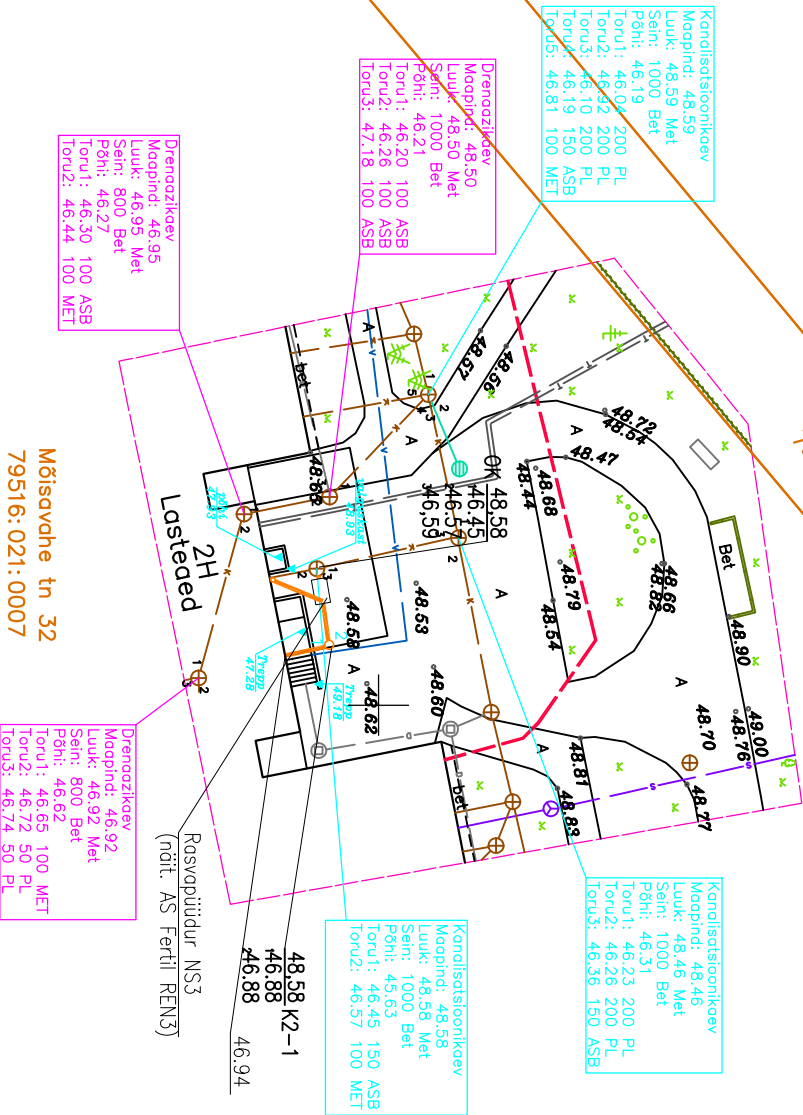 Kanalisatsioonikaev
Maapind: 48.59
Luuk: 48.59 Met
Sein: 1000 Bet
Põhi: 46.19
Toru1: 46.04 200 PL
Toru2: 46.92 200 PL
Toru3: 46.10 200 PL
Toru4: 46.19 150 ASB
Toru5: 46.81 100 MET
Drenaazikaev
Maapind: 48.50
Luuk: 48.50 Met
Sein: 1000 Bet
Põhi: 46.21
Toru1: 46.20 100 ASB
Toru2: 46.26 100 ASB
Toru3: 47.18 100 ASB
Drenaazikaev
Maapind: 46.95
Luuk: 46.95 Met
Sein: 800 Bet
Põhi: 46.27
Toru1: 46.30 100 ASB
Toru2: 46.44 100 MET
Drenaazikaev
Maapind: 46.92
Luuk: 46.92 Met
Sein: 800 Bet
Põhi: 46.62
Toru1: 46.65 100 MET
Toru2: 46.72 50 PL
Toru3: 46.74 50 PL
Kanalisatsioonikaev
Maapind: 48.46
Luuk: 48.46 Met
Sein: 1000 Bet
Põhi: 46.31
Toru1: 46.23 200 PL
Toru2: 46.26 200 PL
Toru3: 46.36 150 ASB
Kanalisatsioonikaev
Maapind: 48.58
Luuk: 48.58 Met
Sein: 1000 Bet
Põhi: 45.63
Toru1: 46.45 150 ASB
Toru2: 46.57 100 MET
48.72
48.54
48.47
48.56
48.57
48.68
48.44
48.66
48.82
48.79
48.54
48.90
Bet
49.00
48.76
48.70
48.77
48.81
48.83
48.53
48.58
48.60
48.62
OK
48,58
46.45
46.57
46.59
bet
bet
A
A
A
A
A
A
A
Trepp
47.28
Trepp
49.18
2H
Lasteaed
Mõisavahe tn 32
79516:021:0007
Rasvapüüdur NS3
(näit. AS Fertil REN3)
48,58 K2-1
1 46.88
2 46.88
46.94